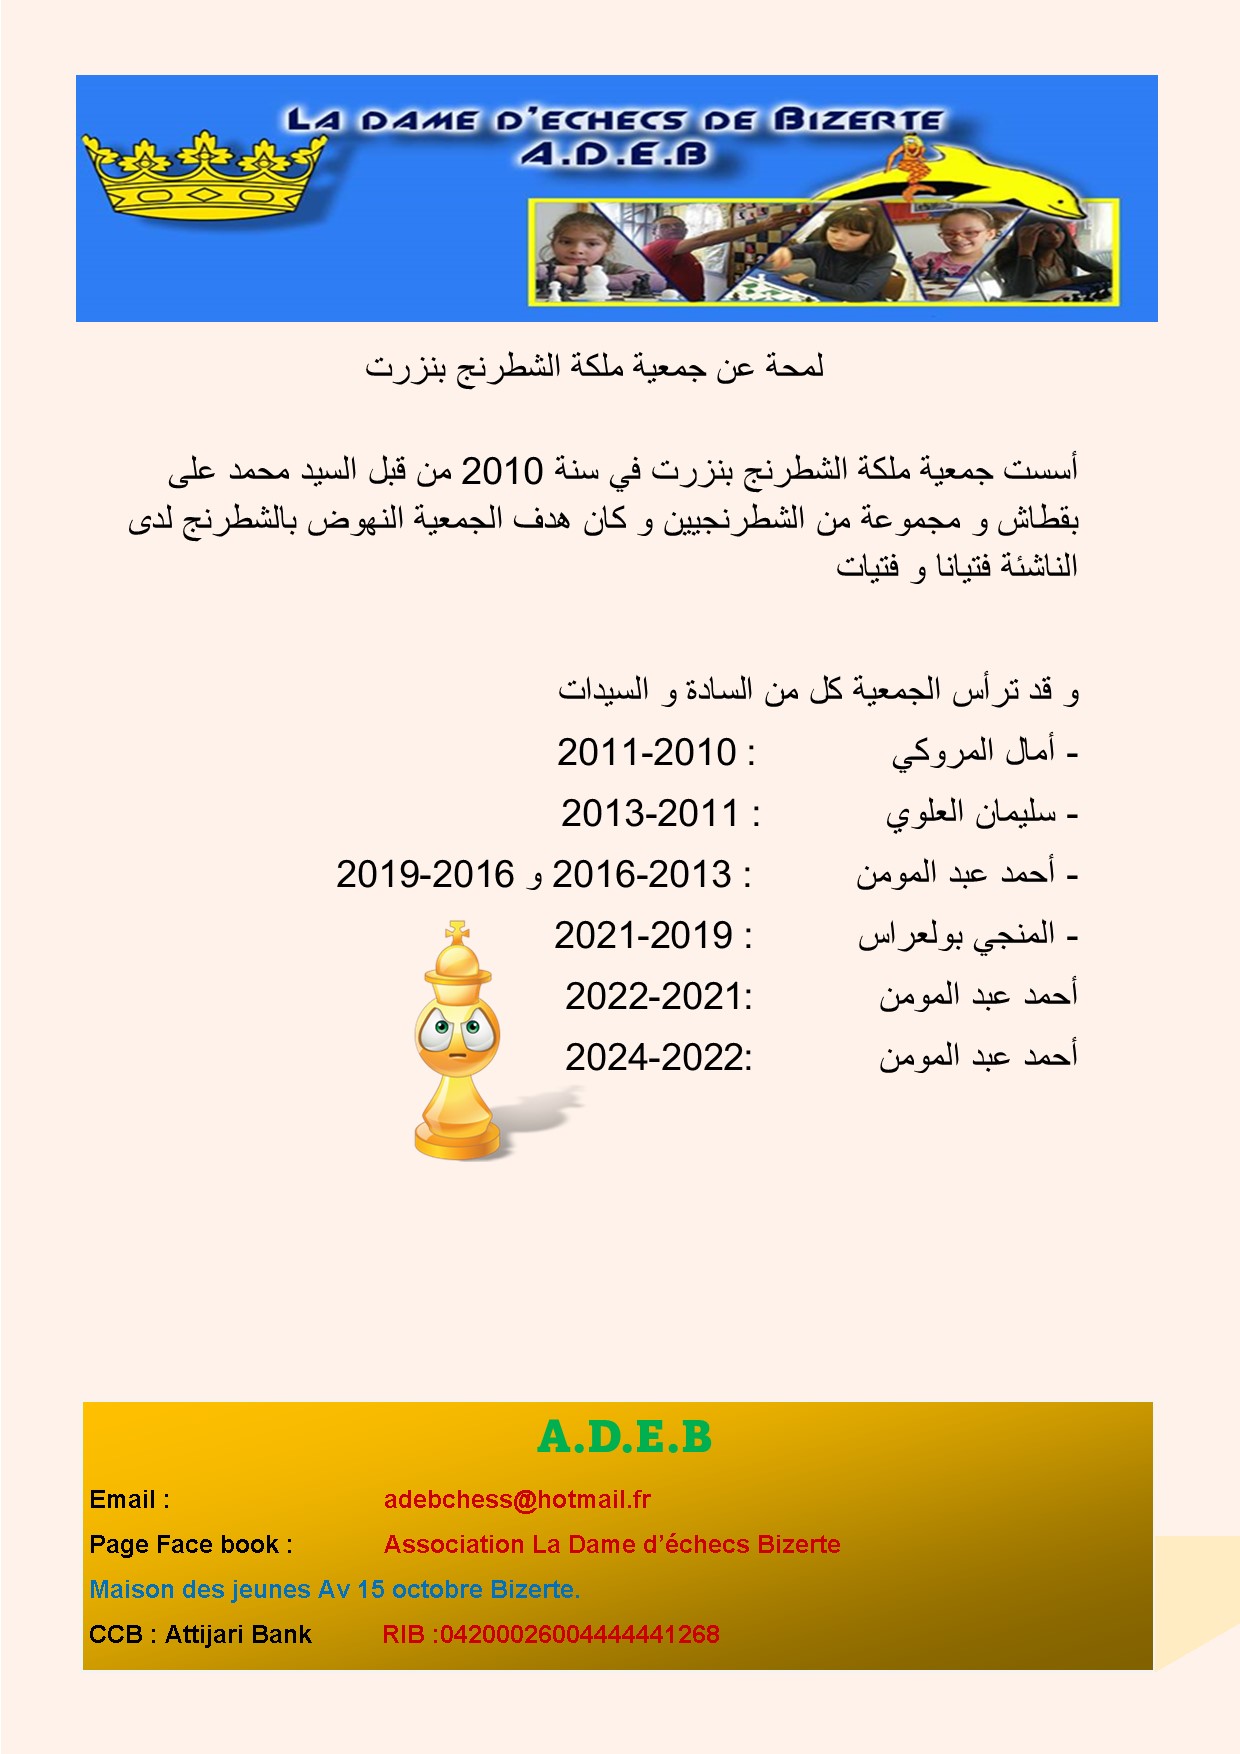 La dame d'echecs de Bizerte
A.D.E.B
لمحة عن جمعية ملكة الشطرنج بنزرت
أسست جمعية ملكة الشطرنج بنزرت في سنة 2010 من قبل السيد محمد على
بقطاش و مجموعة من الشطرنجيين و كان هدف الجمعية النهوض بالشطرنج لدى
الناشئة فتيانا و فتيات
و قد ترأس الجمعية كل من السادة و السيدات
- أمال المروكي : 2010-2011
- سليمان العلوي : 2011-2013
- أحمد عبد المومن : 2013-2016 و 2016-2019
- المنجي بولعراس : 2019-2021
أحمد عبد المومن :2021-2022
أحمد عبد المومن :2022-2024
A.D.E.B
Email : adebchess@hotmail.fr
Page Face book : Association La Dame d’échecs Bizerte
Maison des jeunes Av 15 octobre Bizerte.
CCB : Attijari Bank RIB :04200026004444441268